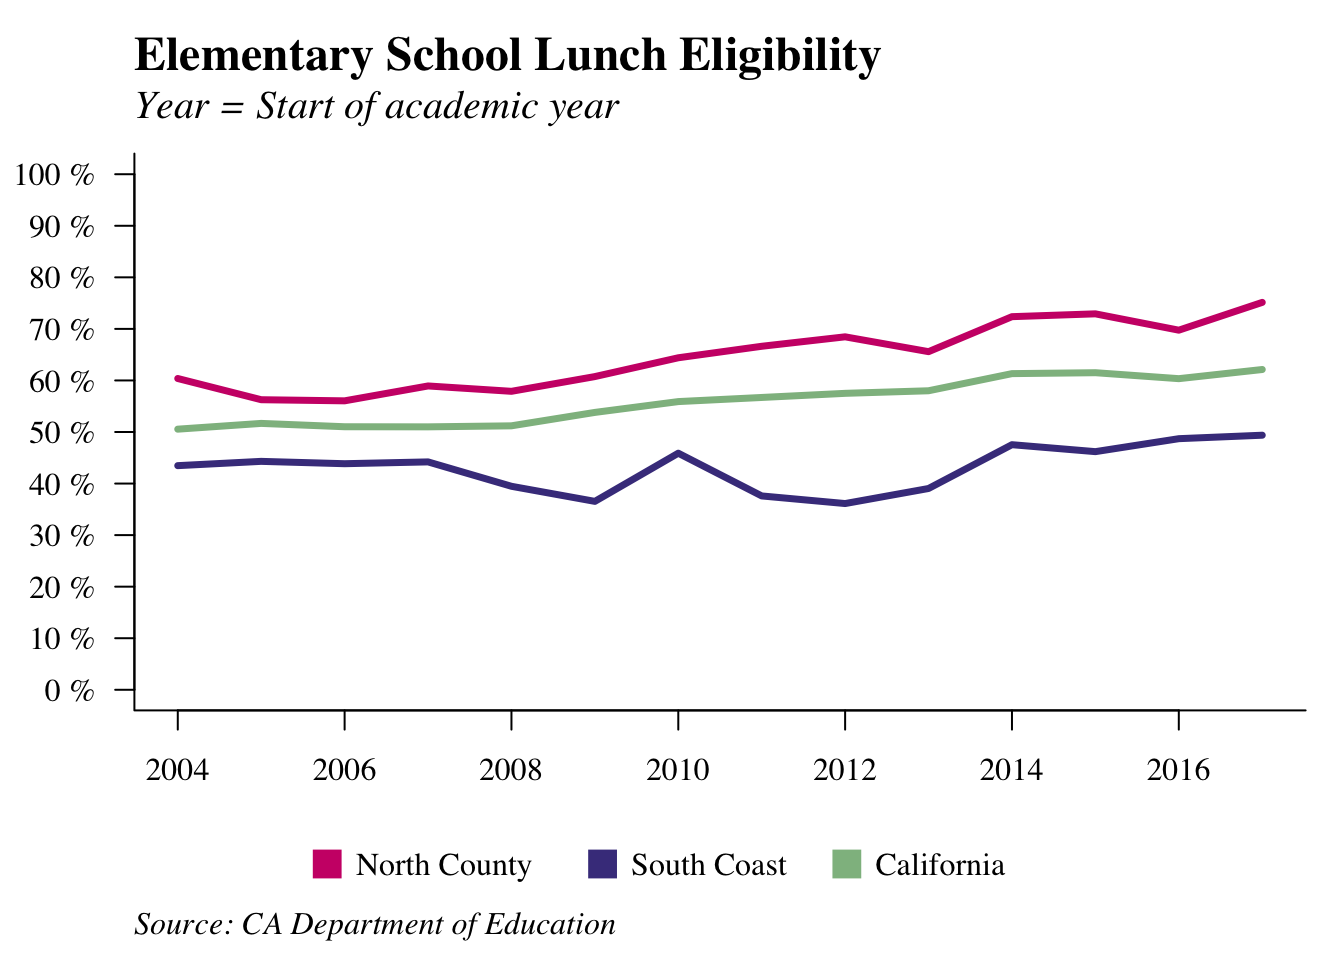 Elementary School Lunch Eligibility
Year = Start of academic year
100 %
90 %
80 %
70 %
60 %
50 %
40 %
30 %
20 %
10 %
0 %
2004 2006 2008 2010 2012 2014 2016
North County South Coast California
Source: CA Department of Education